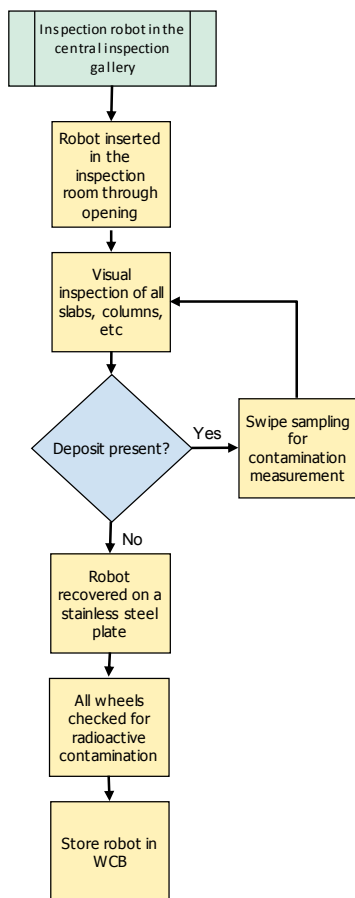 Inspection robot in the
central inspection
gallery
Robot inserted
in the
inspection
room through
opening
Visual
inspection of all
slabs, columns,
etc
Deposit present?
Yes
Swipe sampling
for
contamination
measurement
No
Robot
recovered on a
stainless steel
plate
All wheels
checked for
radioactive
contamination
Store robot in
WCB